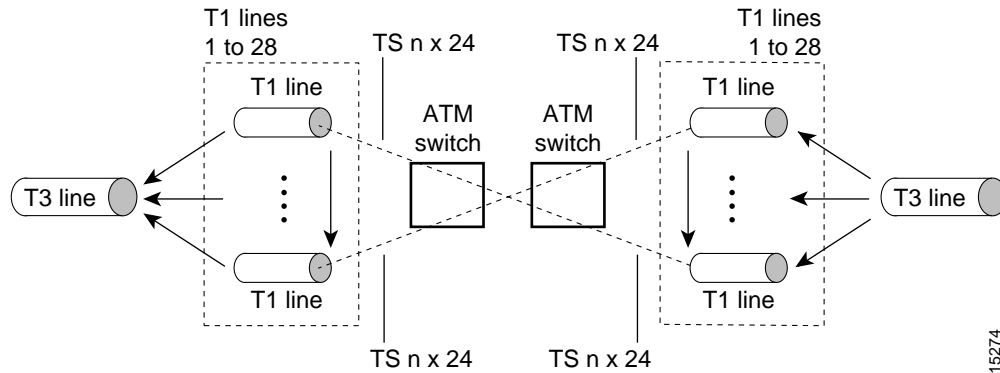 T1 lines
1 to 28
TS n x 24
TS n x 24
T1 lines
1 to 28
T1 line
ATM
switch
ATM
switch
T1 line
T3 line
T3 line
T1 line
T1 line
TS n x 24
TS n x 24
15274